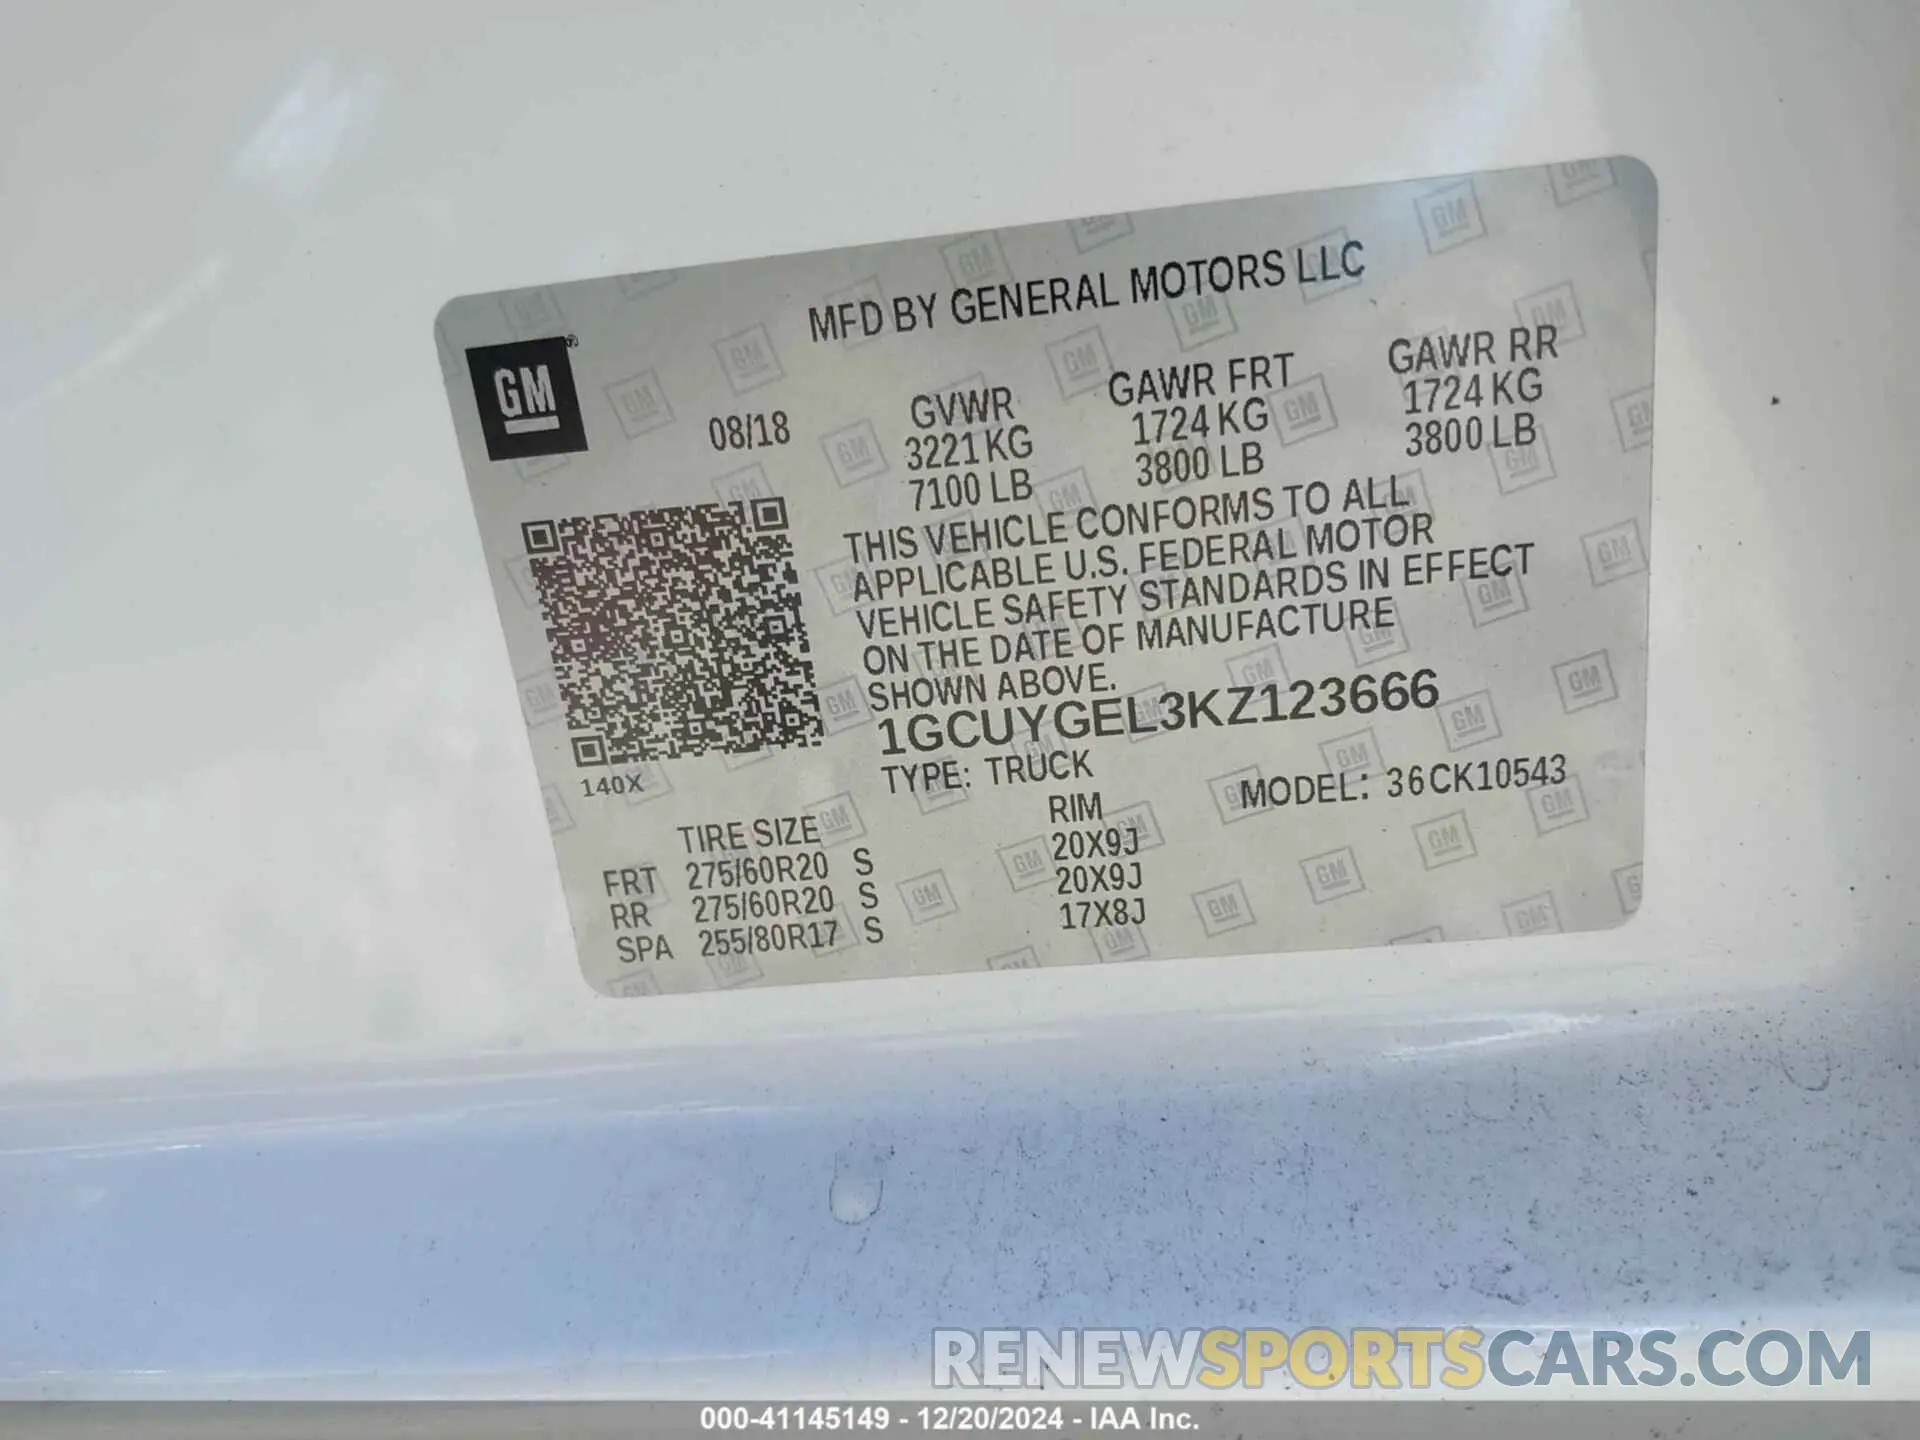 MFD BY GENERAL MOTORS LLC
GM®
08/18
GVWR
3221 KG
7100 LB
GAWR FRT
1724 KG
3800 LB
GAWR RR
1724 KG
3800 LB
THIS VEHICLE CONFORMS TO ALL
APPLICABLE U.S. FEDERAL MOTOR
VEHICLE SAFETY STANDARDS IN EFFECT
ON THE DATE OF MANUFACTURE
SHOWN ABOVE.
1GCUYGEL3KZ123666
140X
TYPE: TRUCK
MODEL: 36CK10543
TIRE SIZE RIM
FRT 275/60R20 S 20X9J
RR 275/60R20 S 20X9J
SPA 255/80R17 S 17X8J
RENEWSPORTSCARS.COM
000-41145149 - 12/20/2024 - IAA Inc.